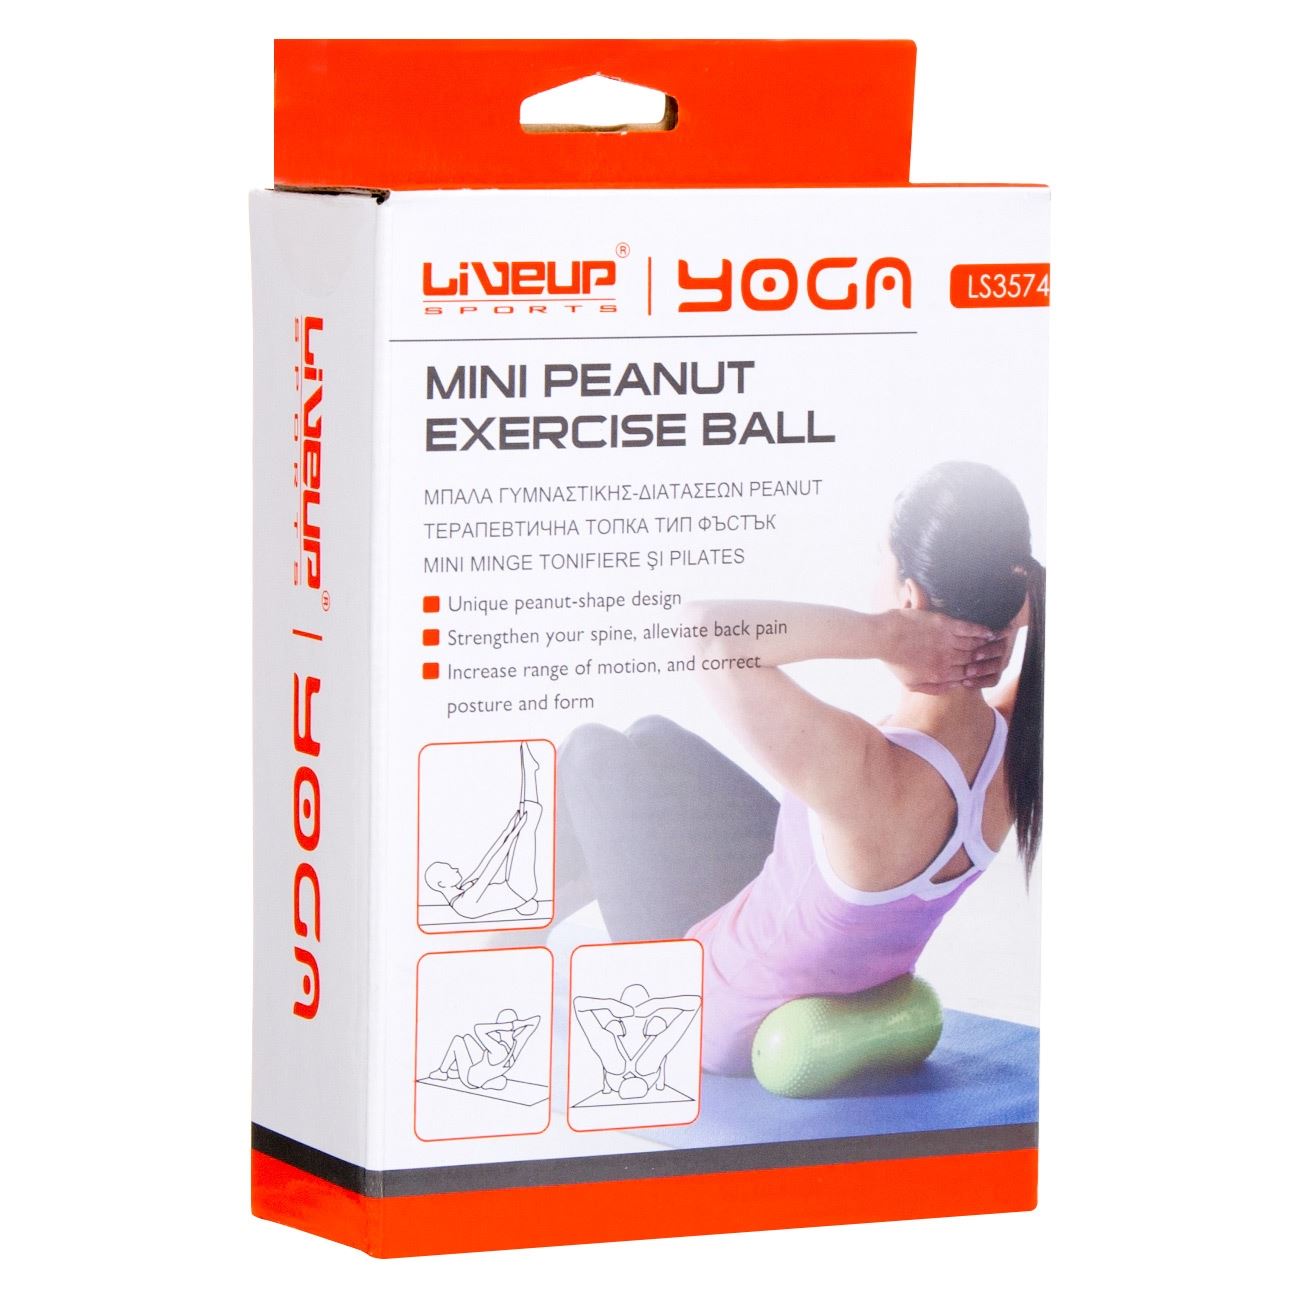 LiVEUP® | YOGA LS3574
SPORTS
MINI PEANUT
EXERCISE BALL
ΜΠΑΛΑ ΓΥΜΝΑΣΤΙΚΗΣ-ΔΙΑΤΑΣΕΩΝ PEANUT
ТЕРАПЕВТИЧНА ТОПКА ТИП ФЪСТЪК
MINI MINGE TONIFIERE ŞI PILATES
Unique peanut-shape design
Strengthen your spine, alleviate back pain
Increase range of motion, and correct
posture and form
LiVEUP® | YOGA
SPORTS